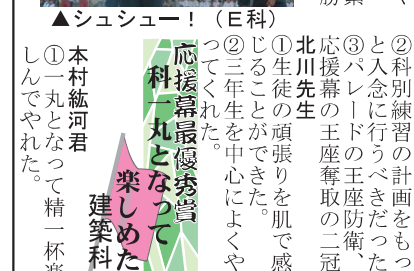 ▲シュシュー!(E科)
②科別練習の計画をもっ
と入念に行うべきだった
③パレードの王座防衛、
応援幕の王座奪取の二冠
北川先生
①生徒の頑張りを肌で感
じることができた。
②三年生を中心によくや
ってくれた。
応援幕最優秀賞
科一丸となって
楽しめた
建築科
本村紘河君
①一丸となって精一杯楽
しんでやれた。